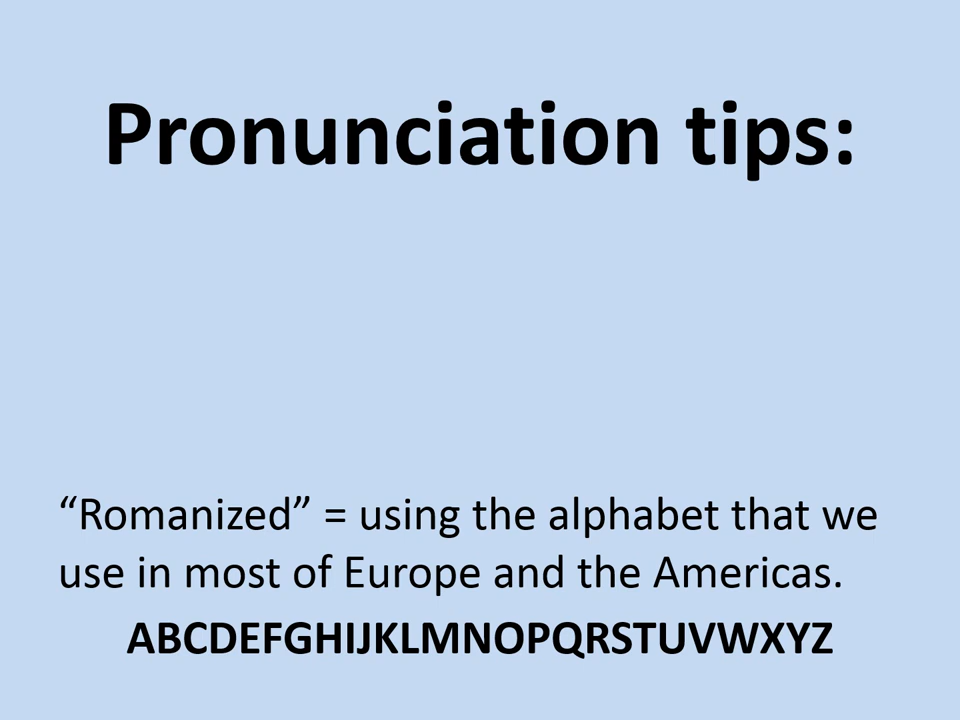 Pronunciation tips:
“Romanized” = using the alphabet that we
use in most of Europe and the Americas.
ABCDEFGHIJKLMNOPQRSTUVWXYZ